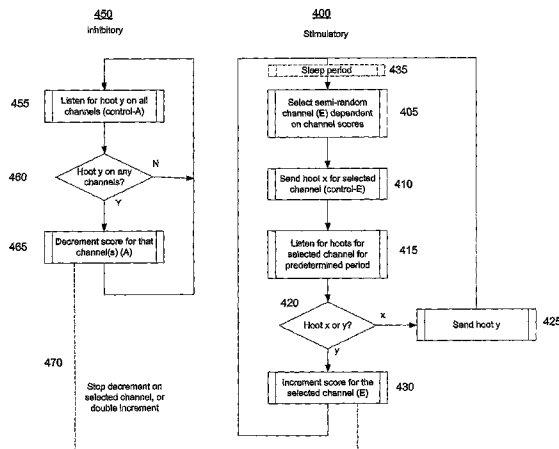 450
Inhibitory
400
Stimulatory
Sleep period
435
455
Listen for hoot y on all
channels (control-A)
Select semi-random
channel (E) dependent
on channel scores
405
460
Hoot y on any
channels?
N
Y
Send hoot x for selected
channel (control-E)
410
465
Decrement score for that
channel(s) (A)
Listen for hoots for
selected channel for
predetermined period
415
420
Hoot x or y?
x
y
Send hoot y
425
470
Stop decrement on
selected channel, or
double increment
Increment score for the
selected channel (E)
430